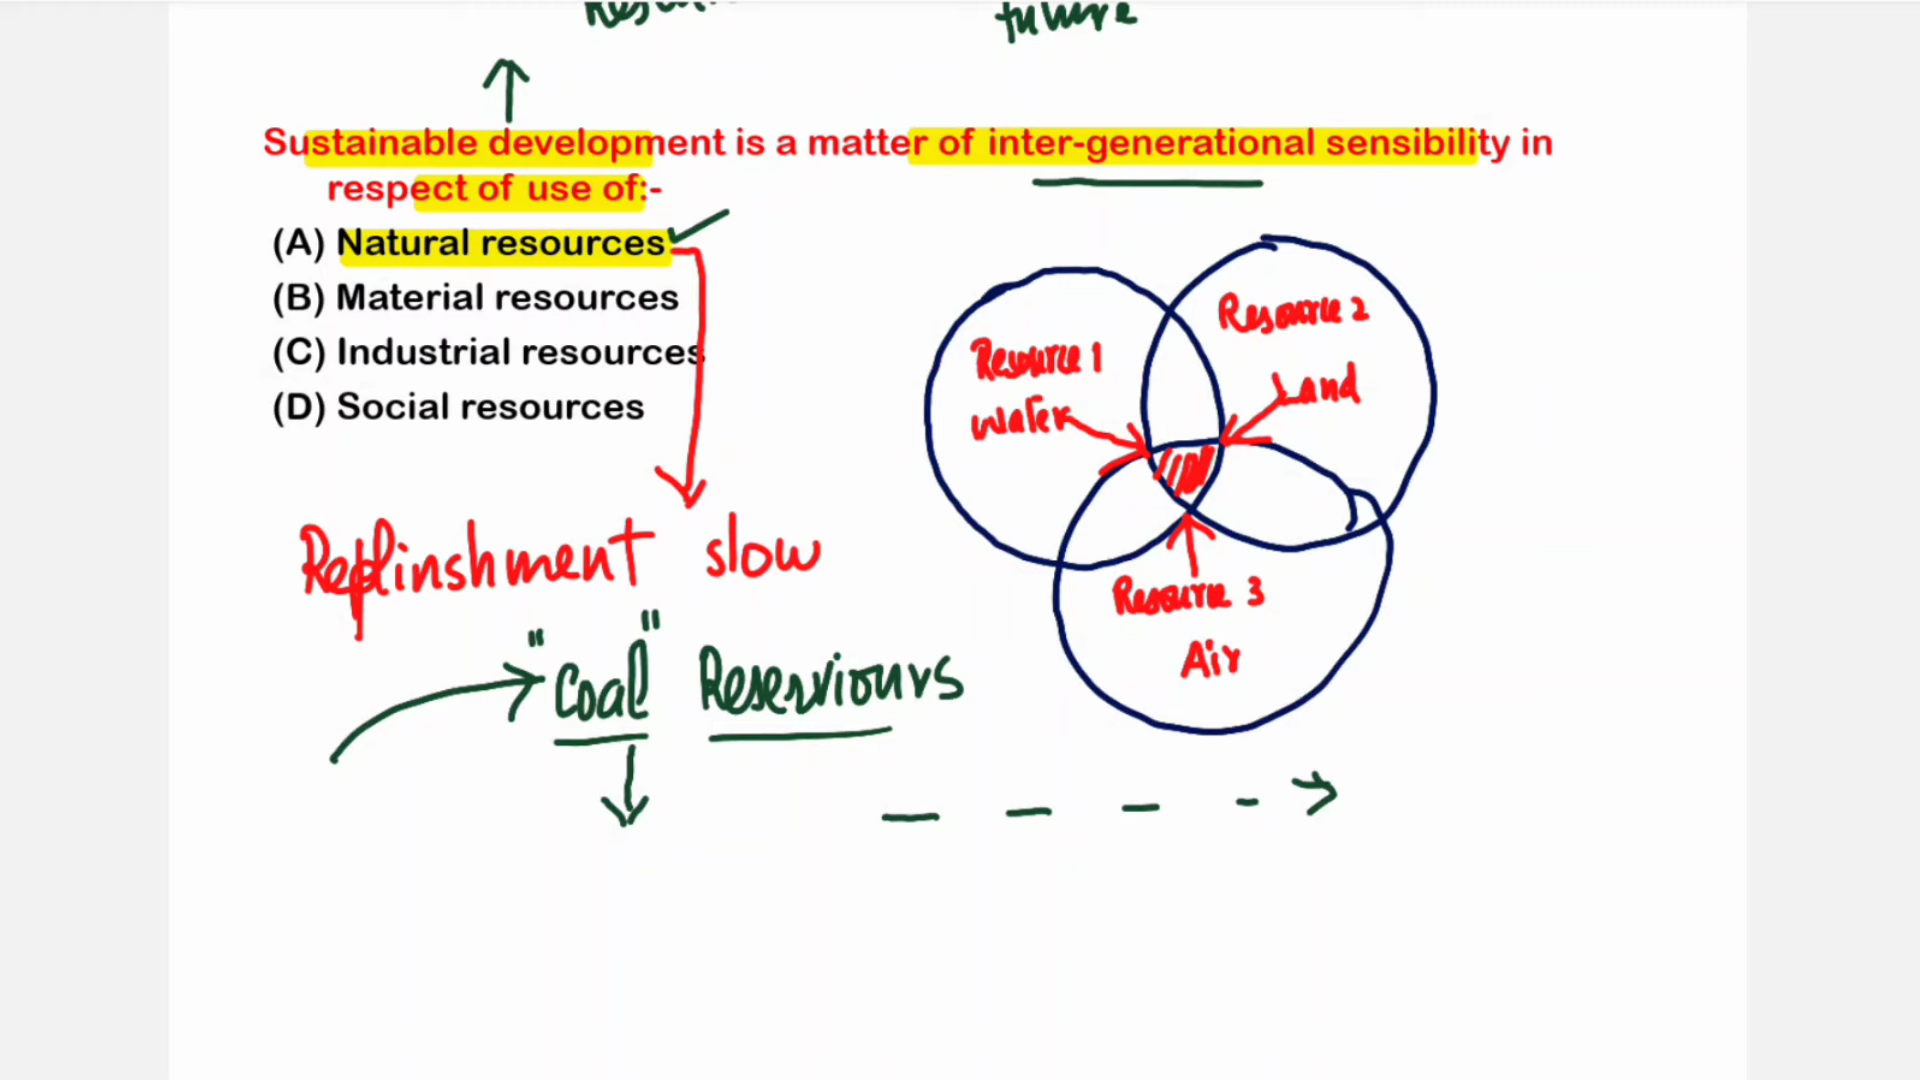 future
Sustainable development is a matter of inter-generational sensibility in
respect of use of:-
(A) Natural resources
(B) Material resources
(C) Industrial resources
(D) Social resources
Resource 1
Water
Resource 2
Land
Resource 3
Air
Replinshment slow
"Coal" Reserviours